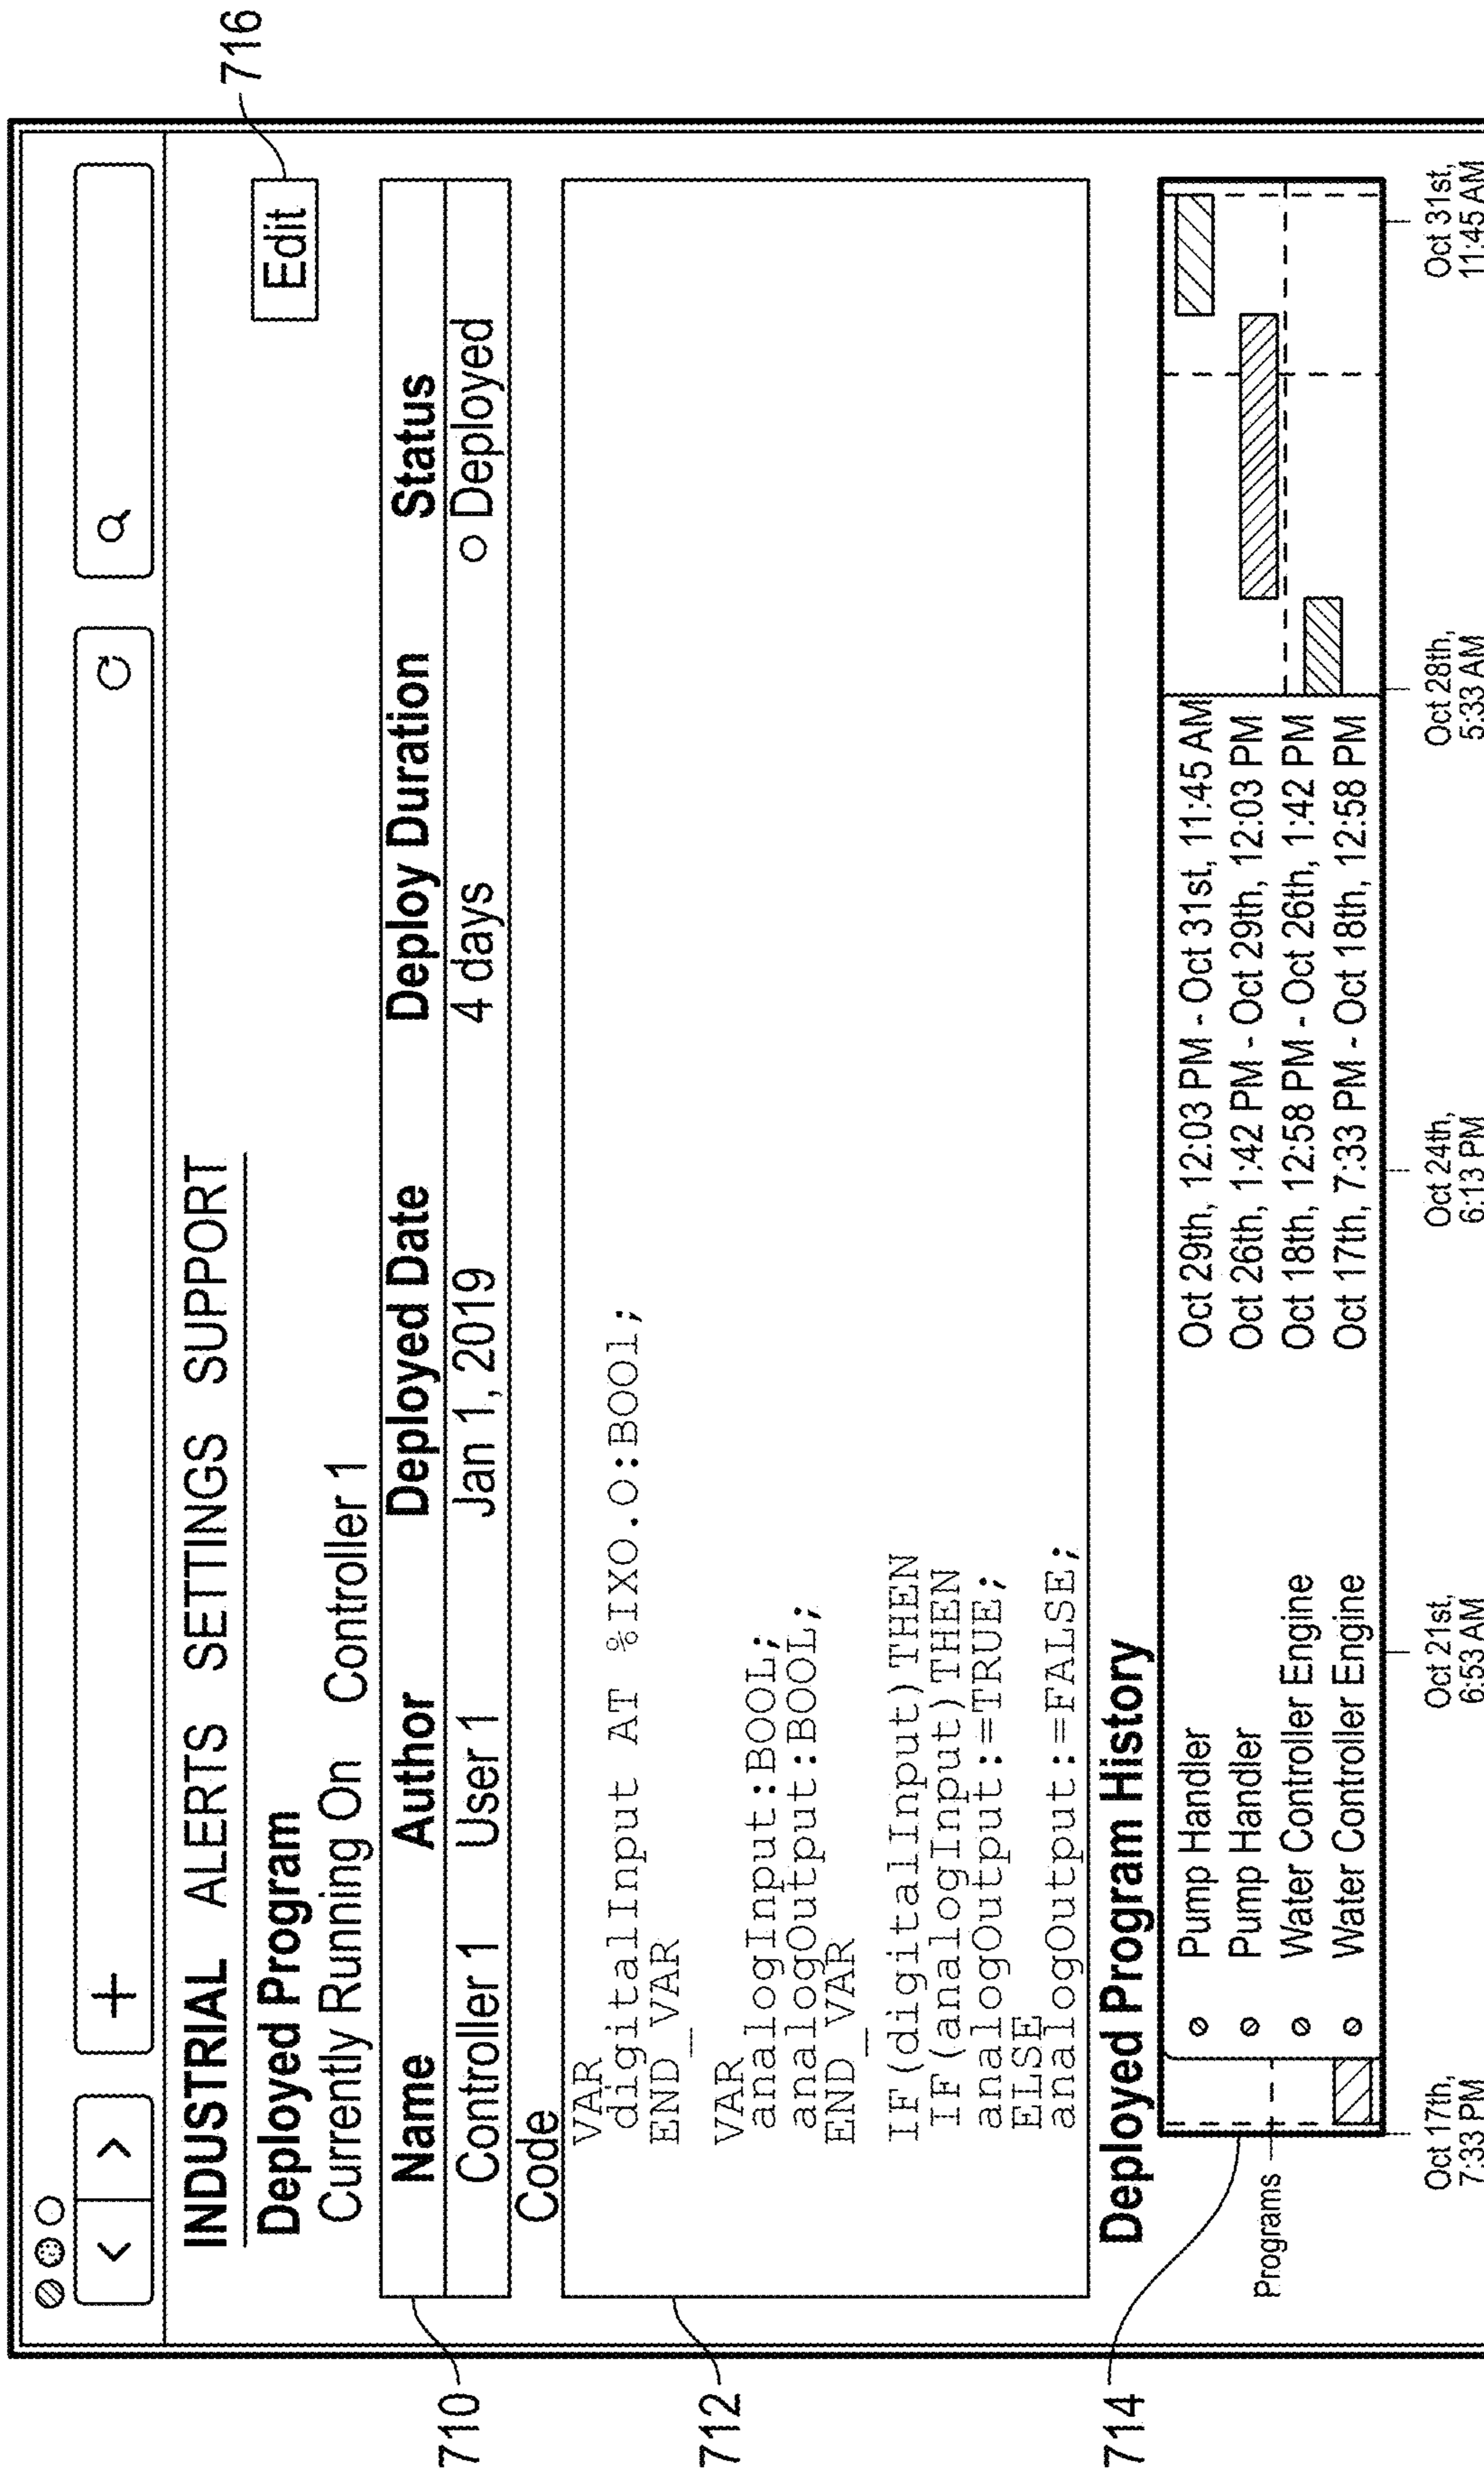 716
INDUSTRIAL ALERTS SETTINGS SUPPORT
Deployed Program
Edit
Currently Running On Controller 1
710
Name Author Deployed Date Deploy Duration Status
Controller 1 User 1 Jan 1, 2019 4 days Deployed
Code
712
VAR
digitalInput AT %IXO.O:BOOl;
END_VAR
VAR
analogInput:BOOL;
analogOutput:BOOL;
END_VAR
IF(digitalInput)THEN
IF(analogInput)THEN
analogOutput:=TRUE;
ELSE
analogOutput:=FALSE;
714
Deployed Program History
Pump Handler Oct 29th, 12:03 PM - Oct 31st, 11:45 AM
Pump Handler Oct 26th, 1:42 PM - Oct 29th, 12:03 PM
Water Controller Engine Oct 18th, 12:58 PM - Oct 26th, 1:42 PM
Water Controller Engine Oct 17th, 7:33 PM - Oct 18th, 12:58 PM
Programs
Oct 17th, Oct 21st, Oct 24th, Oct 28th, Oct 31st,
7:33 PM 6:53 AM 6:13 PM 5:33 AM 11:45 AM